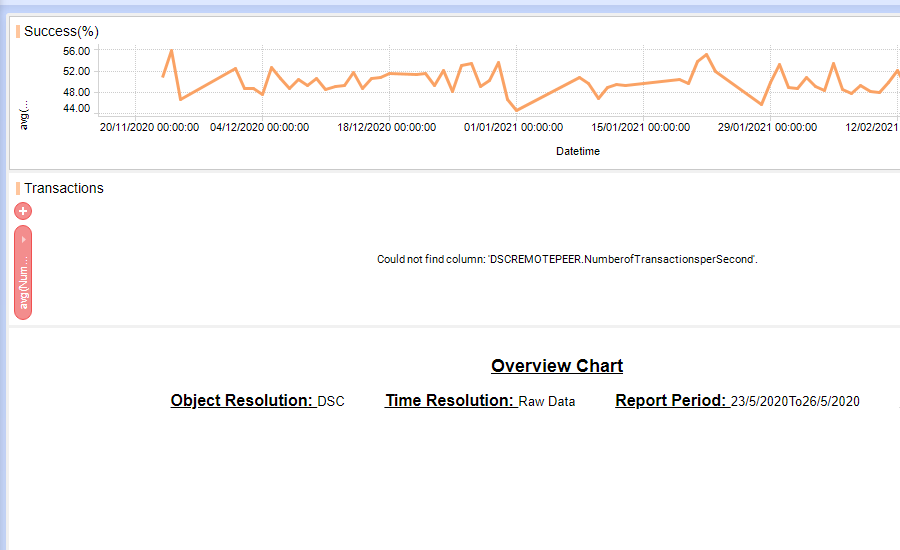 Success(%)
56.00
52.00
48.00
44.00
avg(...
20/11/2020 00:00:00 04/12/2020 00:00:00 18/12/2020 00:00:00 01/01/2021 00:00:00 15/01/2021 00:00:00 29/01/2021 00:00:00 12/02/2021
Datetime
Transactions
+
avg(Num...
Could not find column: 'DSCREMOTEPEER.NumberofTransactionsperSecond'.
Overview Chart
Object Resolution: DSC Time Resolution: Raw Data Report Period: 23/5/2020To26/5/2020